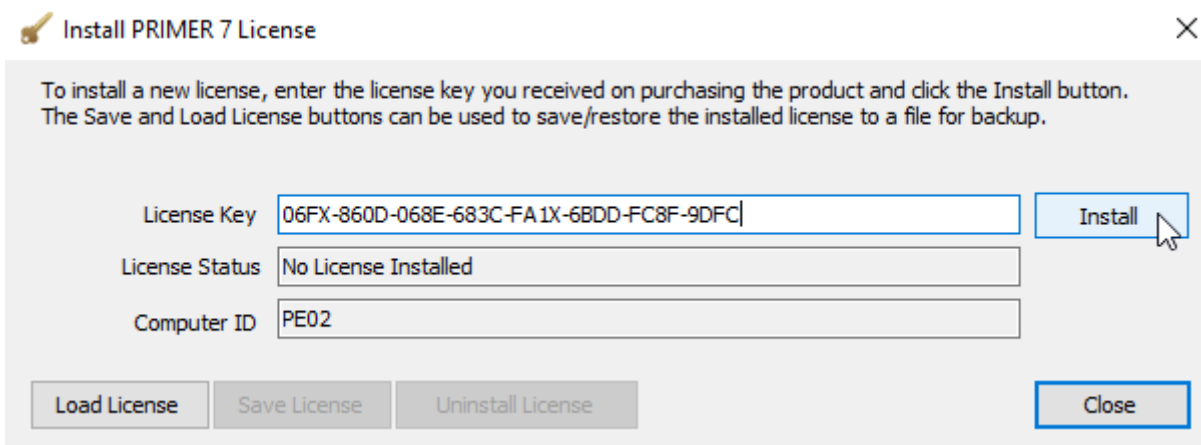 Install PRIMER 7 License
To install a new license, enter the license key you received on purchasing the product and click the Install button.
The Save and Load License buttons can be used to save/restore the installed license to a file for backup.
License Key 06FX-860D-068E-683C-FA1X-6BDD-FC8F-9DFC Install
License Status No License Installed
Computer ID PE02
Load License Save License Uninstall License Close